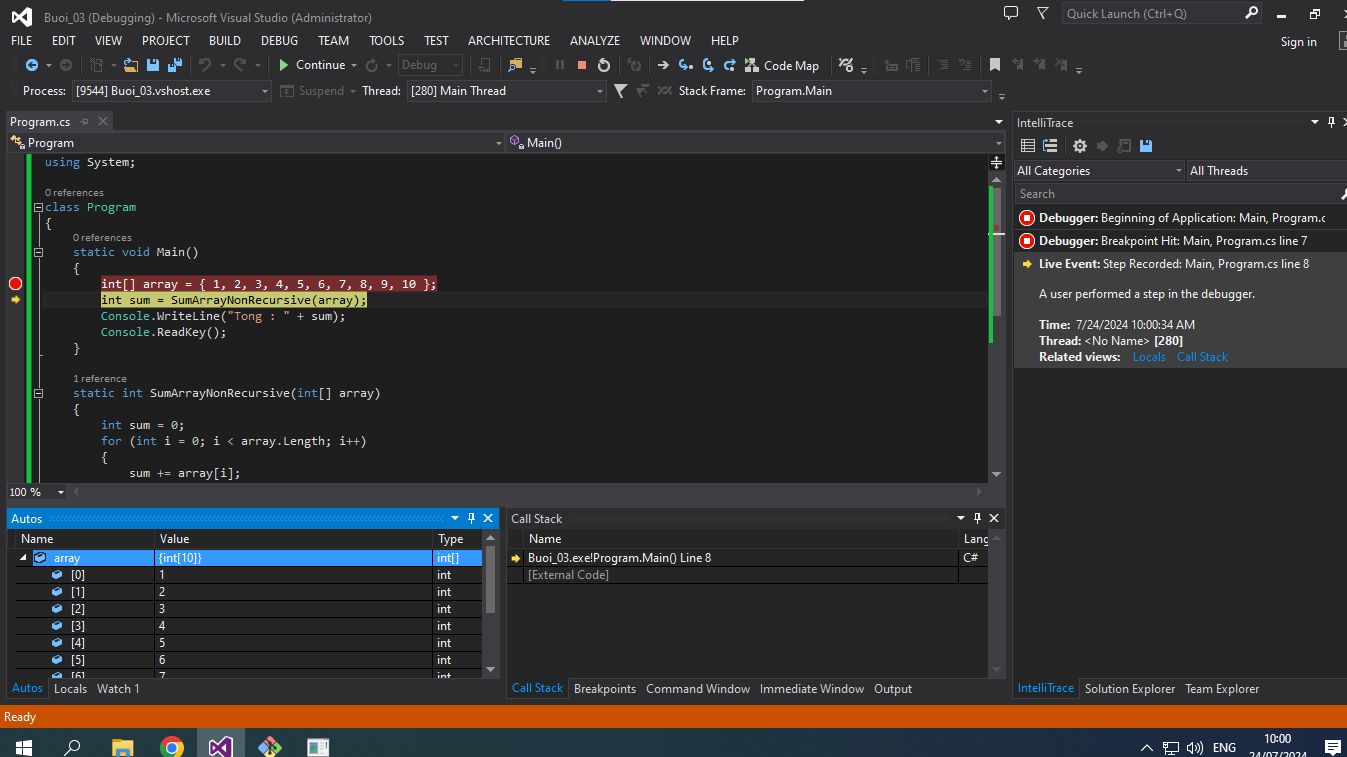 Buoi_03 (Debugging) - Microsoft Visual Studio (Administrator)
Quick Launch (Ctrl+Q)
FILE EDIT VIEW PROJECT BUILD DEBUG TEAM TOOLS TEST ARCHITECTURE ANALYZE WINDOW HELP
Sign in
Continue Debug Code Map
Process: [9544] Buoi_03.vshost.exe Suspend Thread: [280] Main Thread Stack Frame: Program.Main
Program.cs
Program Main()
using System;
0 references
class Program
{
0 references
static void Main()
{
int[] array = { 1, 2, 3, 4, 5, 6, 7, 8, 9, 10 };
int sum = SumArrayNonRecursive(array);
Console.WriteLine("Tong : " + sum);
Console.ReadKey();
}
1 reference
static int SumArrayNonRecursive(int[] array)
{
int sum = 0;
for (int i = 0; i < array.Length; i++)
{
sum += array[i];
100 %
IntelliTrace
All Categories All Threads
Search
Debugger: Beginning of Application: Main, Program.c
Debugger: Breakpoint Hit: Main, Program.cs line 7
Live Event: Step Recorded: Main, Program.cs line 8
A user performed a step in the debugger.
Time: 7/24/2024 10:00:34 AM
Thread: <No Name> [280]
Related views: Locals Call Stack
Autos
Name Value Type
array {int[10]} int[]
[0] 1 int
[1] 2 int
[2] 3 int
[3] 4 int
[4] 5 int
[5] 6 int
[6] 7 int
Autos Locals Watch 1
Call Stack
Name Lang
Buoi_03.exe!Program.Main() Line 8 C#
[External Code]
Call Stack Breakpoints Command Window Immediate Window Output
IntelliTrace Solution Explorer Team Explorer
Ready
ENG
10:00
24/07/2024